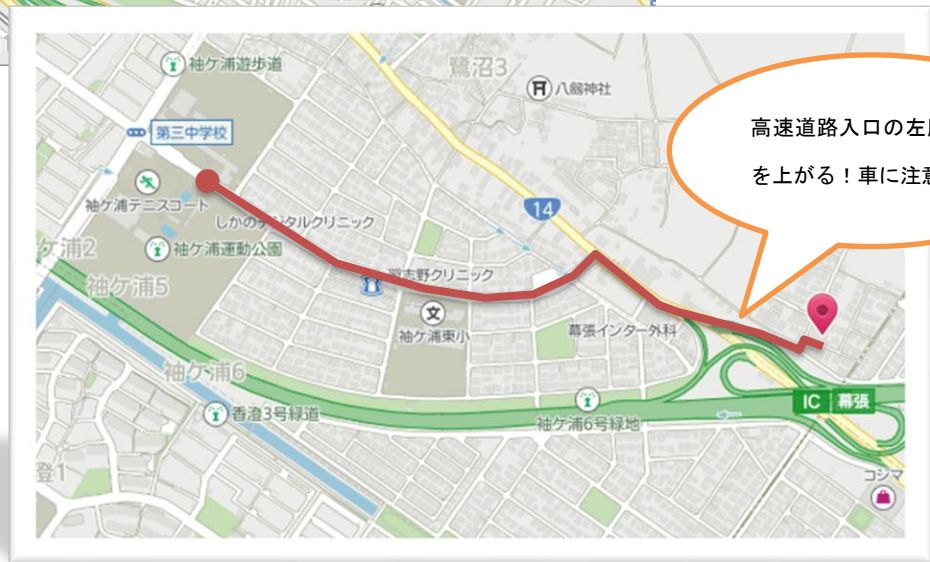 袖ケ浦遊歩道
鷺沼3
八剱神社
第三中学校
高速道路入口の左
を上がる！車に注意
袖ケ浦テニスコート
14
しかの
ジタルクリニック
ケ浦2
袖ケ浦運動公園
志野クリニック
袖ケ浦5
文
袖ケ浦東小
幕張インター外科
袖ケ浦6
IC 幕張
香澄3号緑道
袖ケ浦6号緑地
澄1
コジマ